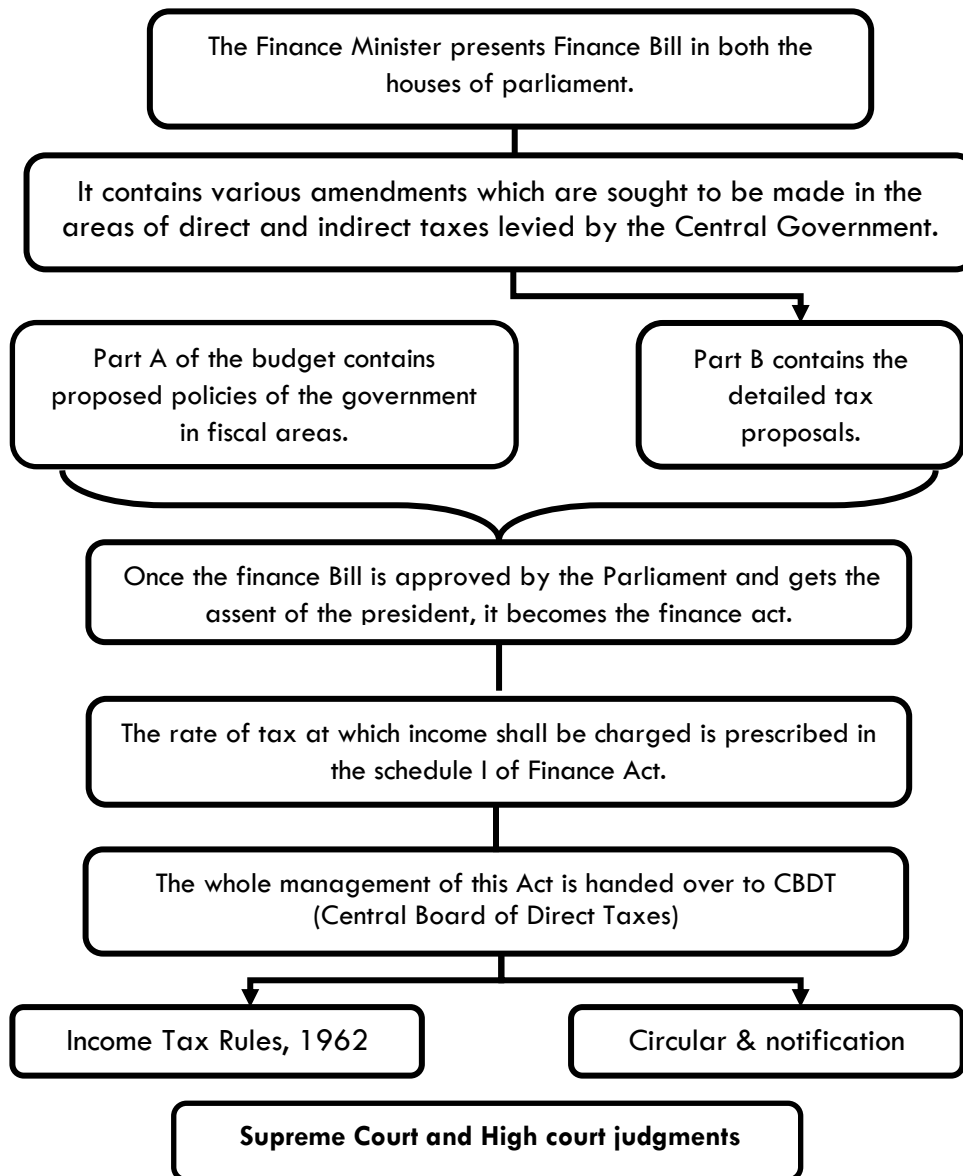 The Finance Minister presents Finance Bill in both the
houses of parliament.
It contains various amendments which are sought to be made in the
areas of direct and indirect taxes levied by the Central Government.
Part A of the budget contains
proposed policies of the government
in fiscal areas.
Part B contains the
detailed tax
proposals.
Once the finance Bill is approved by the Parliament and gets the
assent of the president, it becomes the finance act.
The rate of tax at which income shall be charged is prescribed in
the schedule I of Finance Act.
The whole management of this Act is handed over to CBDT
(Central Board of Direct Taxes)
Income Tax Rules, 1962
Circular & notification
Supreme Court and High court judgments